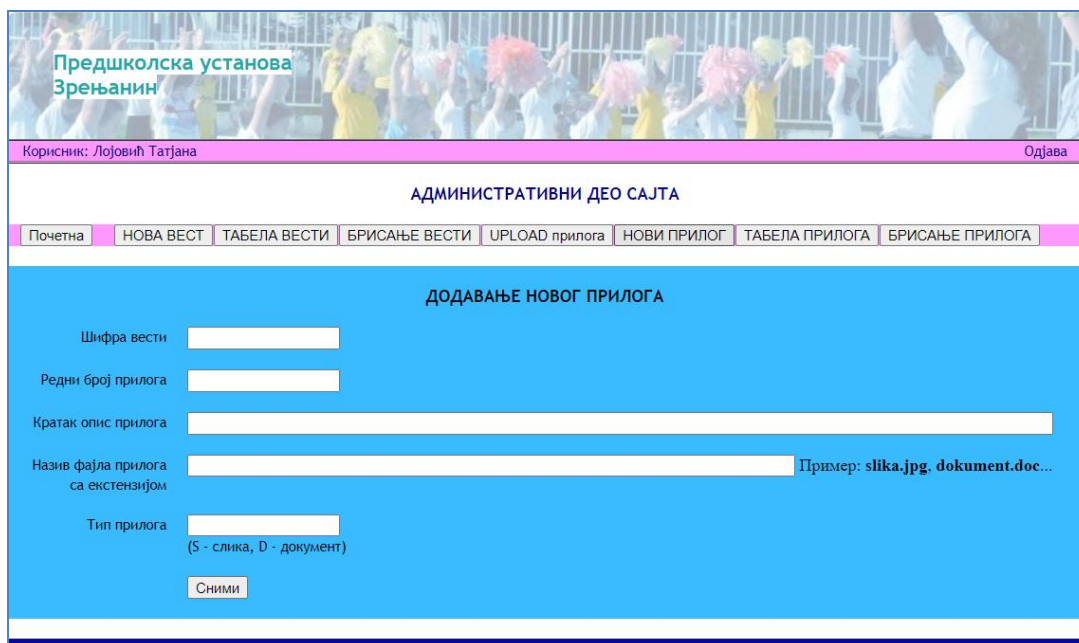 Предшколска установа
Зрењанин
Корисник: Лојовић Татјана Одјава
АДМИНИСТРАТИВНИ ДЕО САЈТА
Почетна НОВА ВЕСТ ТАБЕЛА ВЕСТИ БРИСАЊЕ ВЕСТИ UPLOAD прилога НОВИ ПРИЛОГ ТАБЕЛА ПРИЛОГА БРИСАЊЕ ПРИЛОГА
ДОДАВАЊЕ НОВОГ ПРИЛОГА
Шифра вести
Редни број прилога
Кратак опис прилога
Назив фајла прилога Пример: slika.jpg, dokument.doc...
са екстензијом
Тип прилога
(S - слика, D - документ)
Сними